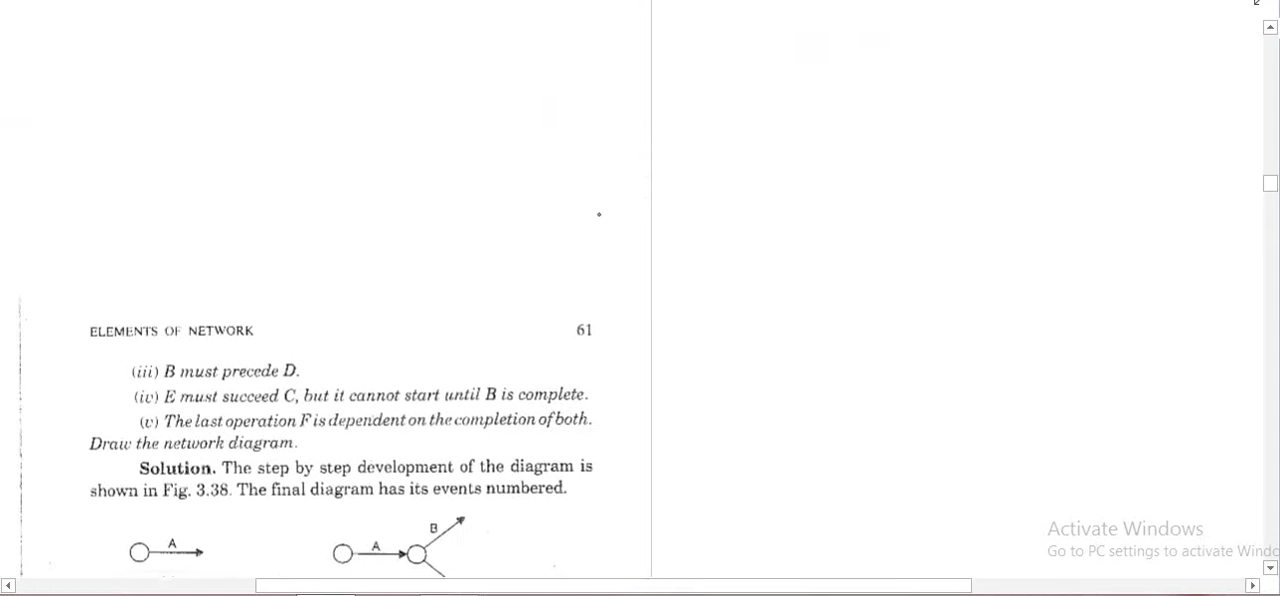 ELEMENTS OF NETWORK 61
(iii) B must precede D.
(iv) E must succeed C, but it cannot start until B is complete.
(v) The last operation F is dependent on the completion of both.
Draw the network diagram.
Solution. The step by step development of the diagram is
shown in Fig. 3.38. The final diagram has its events numbered.
B
A A
Activate Windows
Go to PC settings to activate Windo